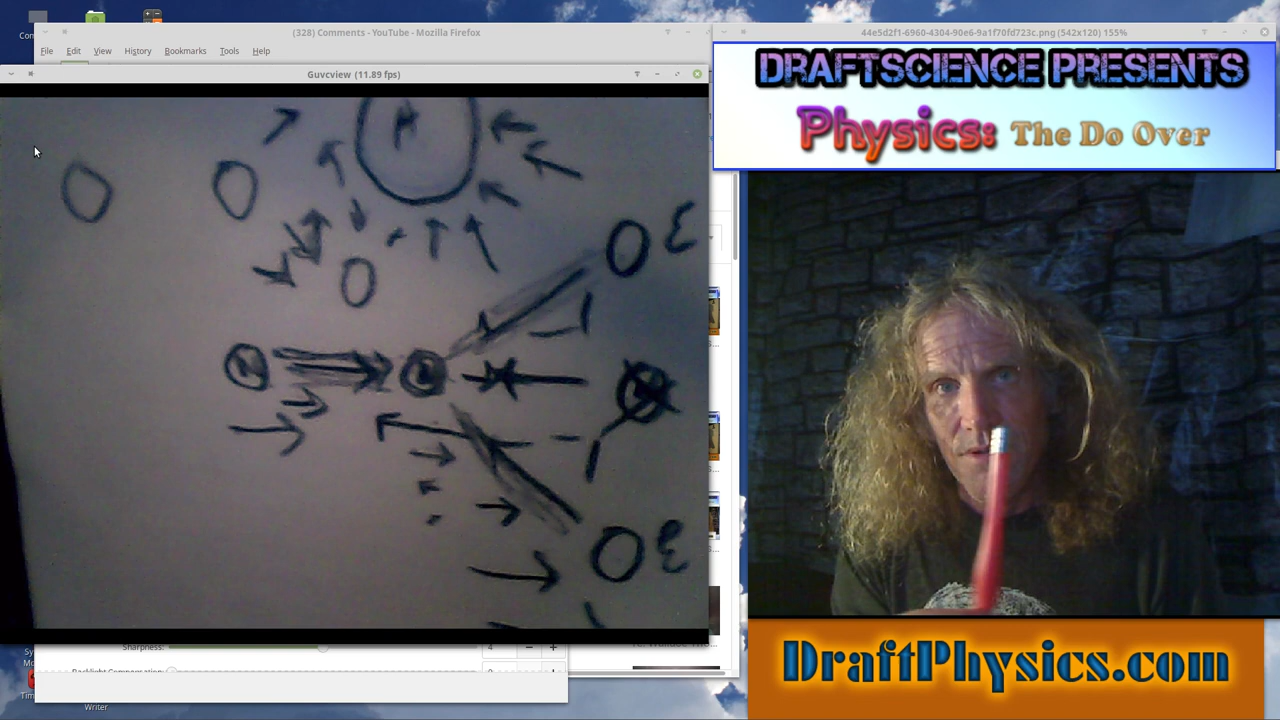 (328) Comments - YouTube - Mozilla Firefox
44e5d2f1-6960-4304-90e6-9a1f70fd723c.png (542x120) 155%
File Edit View History Bookmarks Tools Help
Guvcview (11.89 fps)
DRAFTSCIENCE PRESENTS
Physics: The Do Over
Sharpness:
4
Writer
DraftPhysics.com